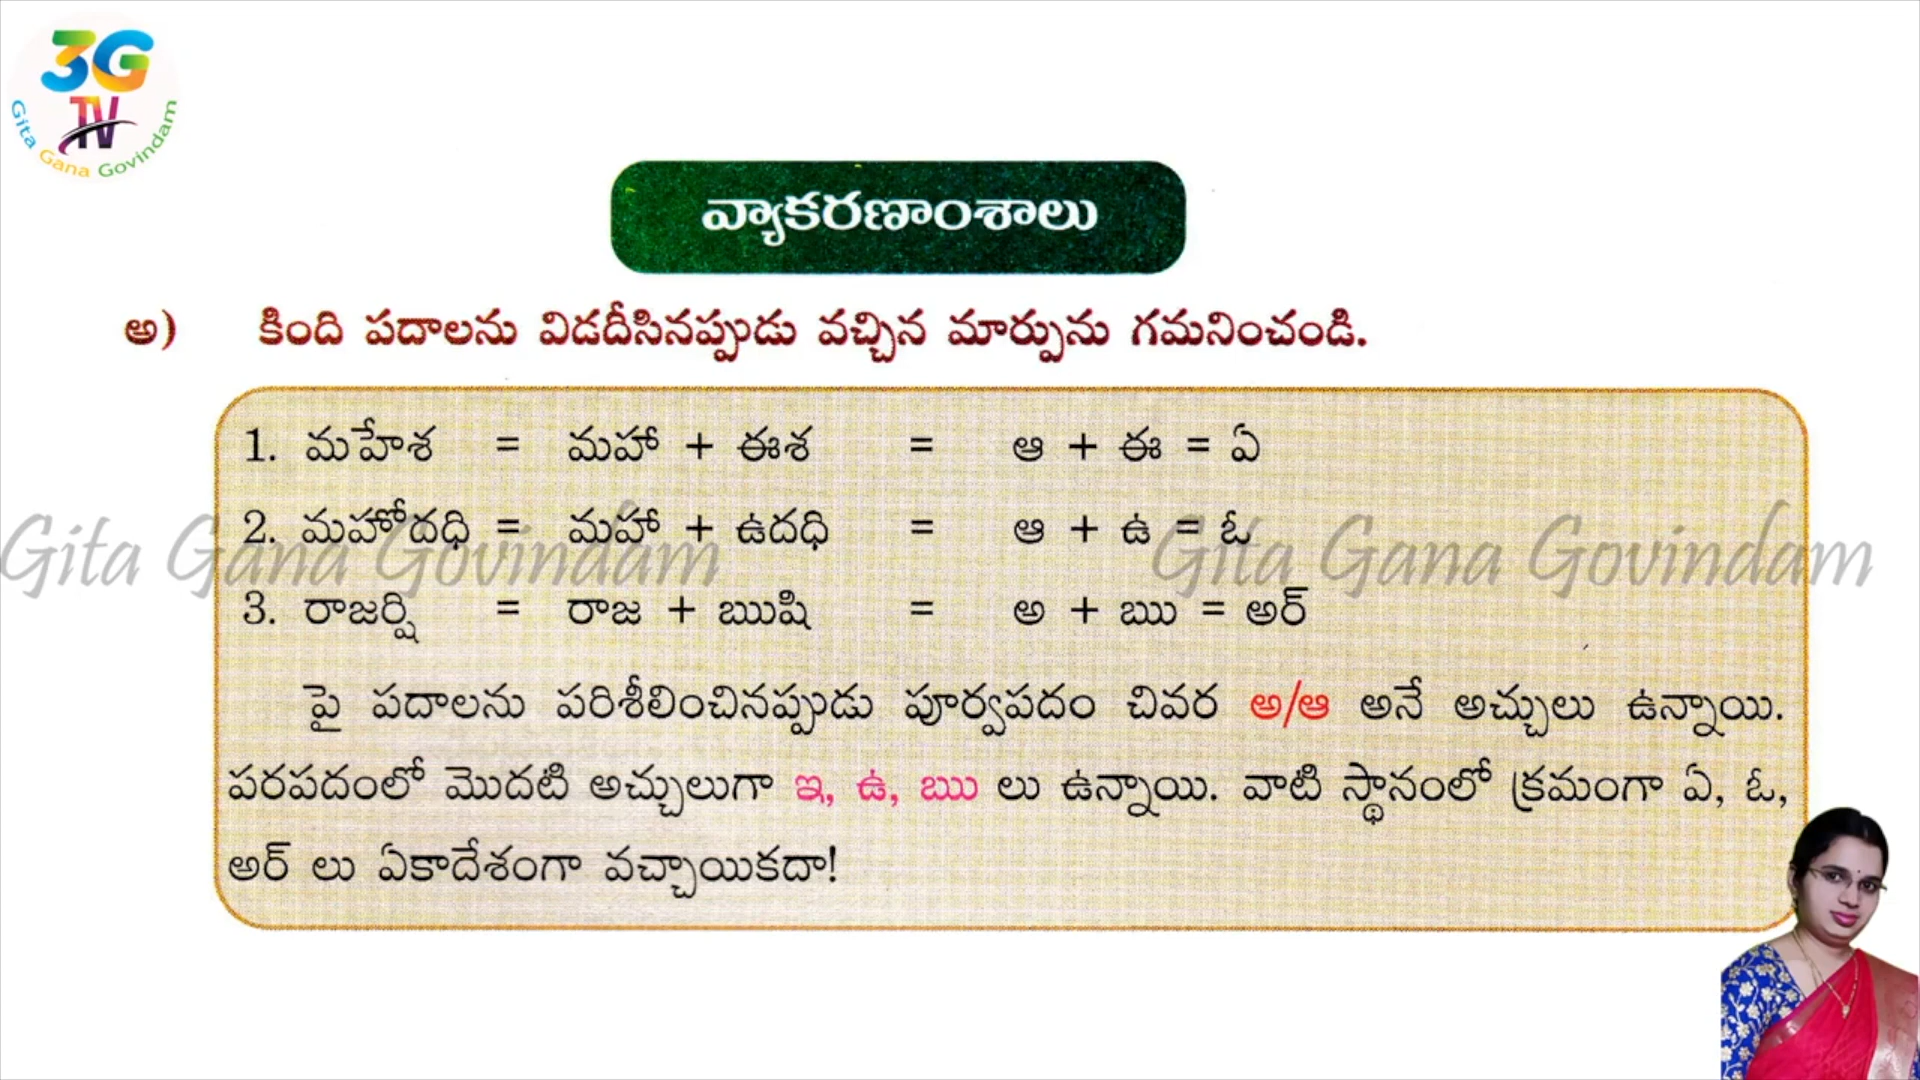 3G
TV
Gita Gana Govindam
వ్యాకరణాంశాలు
అ) కింది పదాలను విడదీసినప్పుడు వచ్చిన మార్పును గమనించండి.
1. మహేశ = మహా + ఈశ = ఆ + ఈ = ఏ
2. మహోదధి = మహా + ఉదధి = ఆ + ఉ = ఓ
Gita Gana Govindam Gita Gana Govindam
3. రాజర్షి = రాజ + ఋషి = అ + ఋ = అర్
పై పదాలను పరిశీలించినప్పుడు పూర్వపదం చివర అ/ఆ అనే అచ్చులు ఉన్నాయి.
పరపదంలో మొదటి అచ్చులుగా ఇ, ఉ, ఋ లు ఉన్నాయి. వాటి స్థానంలో క్రమంగా ఏ, ఓ,
అర్ లు ఏకాదేశంగా వచ్చాయికదా!